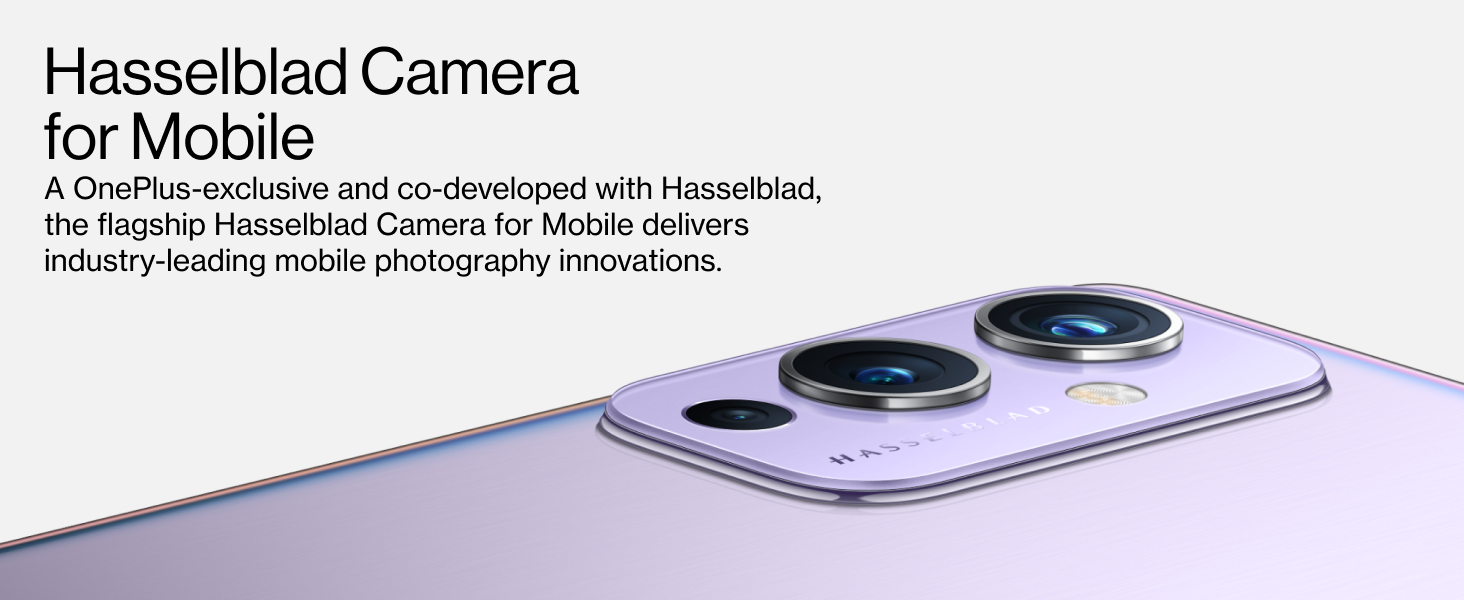 Hasselblad Camera
for Mobile
A OnePlus-exclusive and co-developed with Hasselblad,
the flagship Hasselblad Camera for Mobile delivers
industry-leading mobile photography innovations.
HASSELBLAD